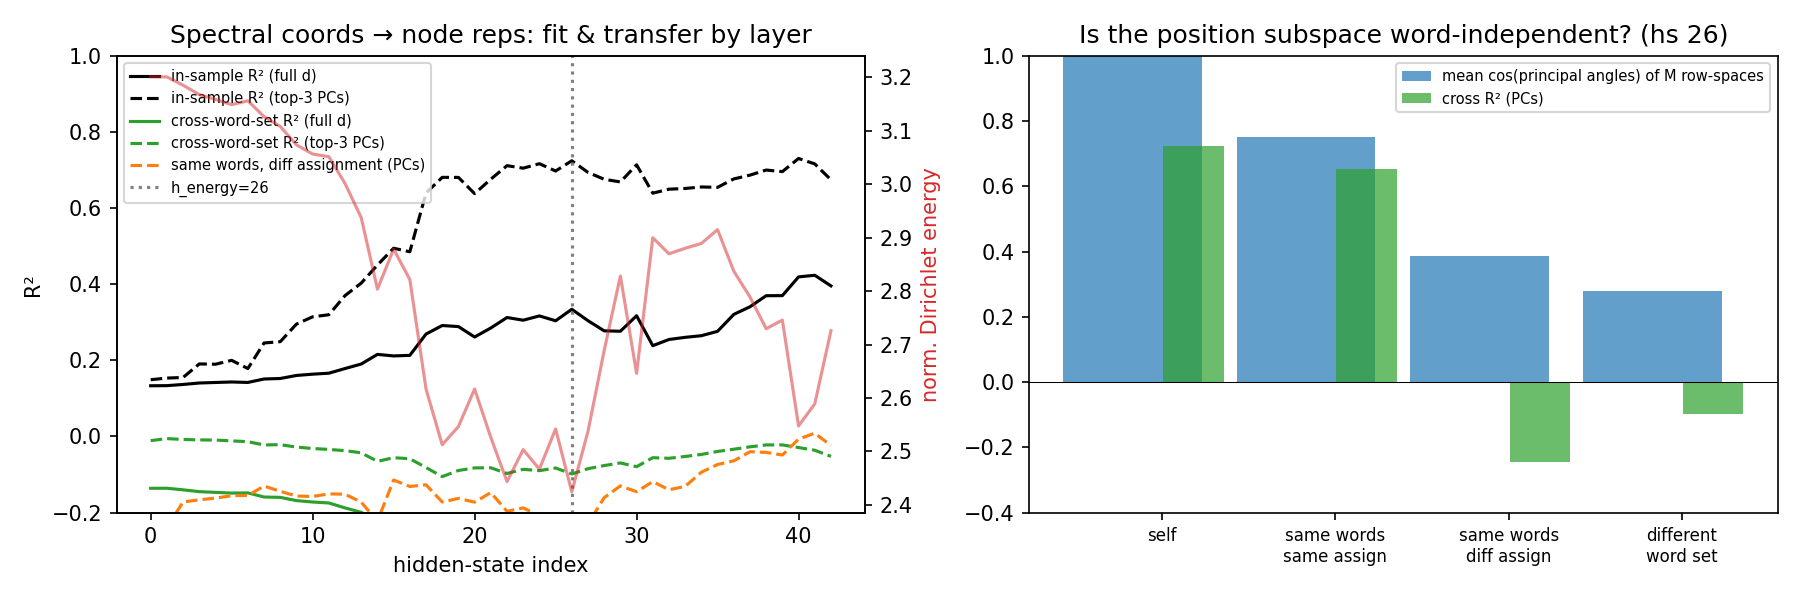 Spectral coords → node reps: fit & transfer by layer
1.0
0.8
0.6
0.4
0.2
0.0
−0.2
R²
in-sample R² (full d)
in-sample R² (top-3 PCs)
cross-word-set R² (full d)
cross-word-set R² (top-3 PCs)
same words, diff assignment (PCs)
h_energy=26
3.2
3.1
3.0
2.9
2.8
2.7
2.6
2.5
2.4
norm. Dirichlet energy
0
10
20
30
40
hidden-state index
Is the position subspace word-independent? (hs 26)
1.0
0.8
0.6
0.4
0.2
0.0
−0.2
−0.4
mean cos(principal angles) of M row-spaces
cross R² (PCs)
self
same words
same assign
same words
diff assign
different
word set